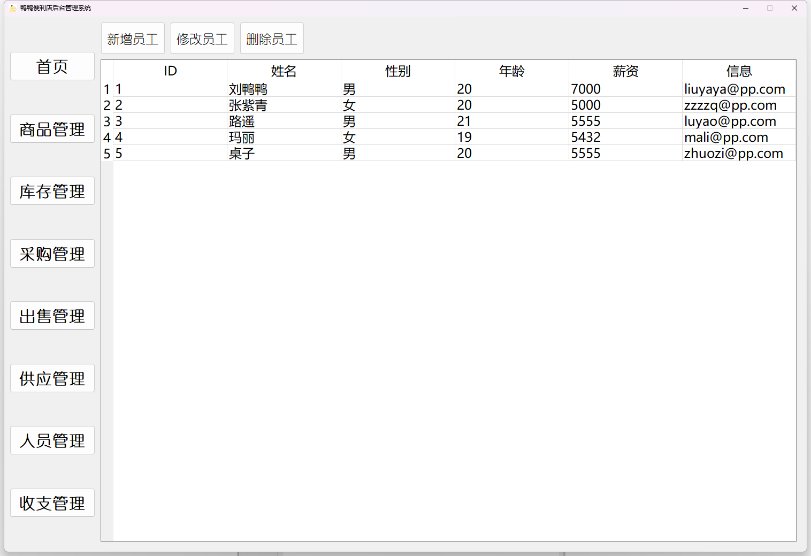 鸭鸭便利店后台管理系统
新增员工 修改员工 删除员工
首页
商品管理
库存管理
采购管理
出售管理
供应管理
人员管理
收支管理
ID 姓名 性别 年龄 薪资 信息
1 1 刘鸭鸭 男 20 7000 liuyaya@pp.com
2 2 张紫青 女 20 5000 zzzzq@pp.com
3 3 路遥 男 21 5555 luyao@pp.com
4 4 玛丽 女 19 5432 mali@pp.com
5 5 桌子 男 20 5555 zhuozi@pp.com